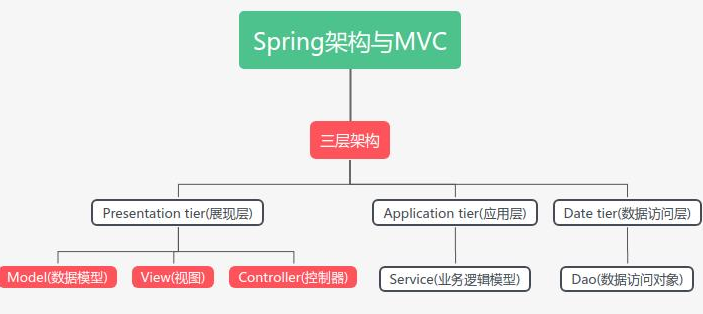 Spring架构与MVC
三层架构
Presentation tier(展现层)
Application tier(应用层)
Date tier(数据访问层)
Model(数据模型)
View(视图)
Controller(控制器)
Service(业务逻辑模型)
Dao(数据访问对象)